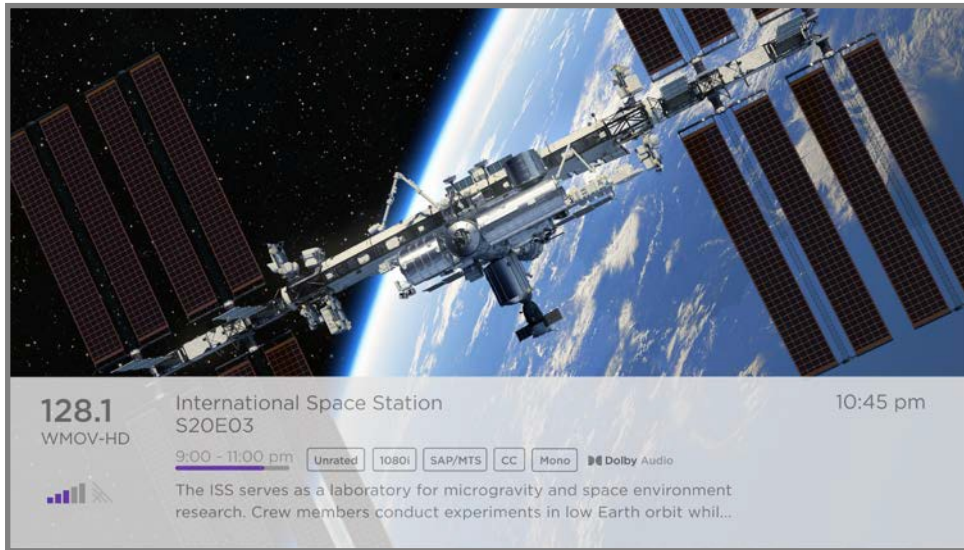 128.1
WMOV-HD
International Space Station
S20E03
10:45 pm
9:00 - 11:00 pm Unrated 1080i SAP/MTS CC Mono Dolby Audio
The ISS serves as a laboratory for microgravity and space environment
research. Crew members conduct experiments in low Earth orbit whil...